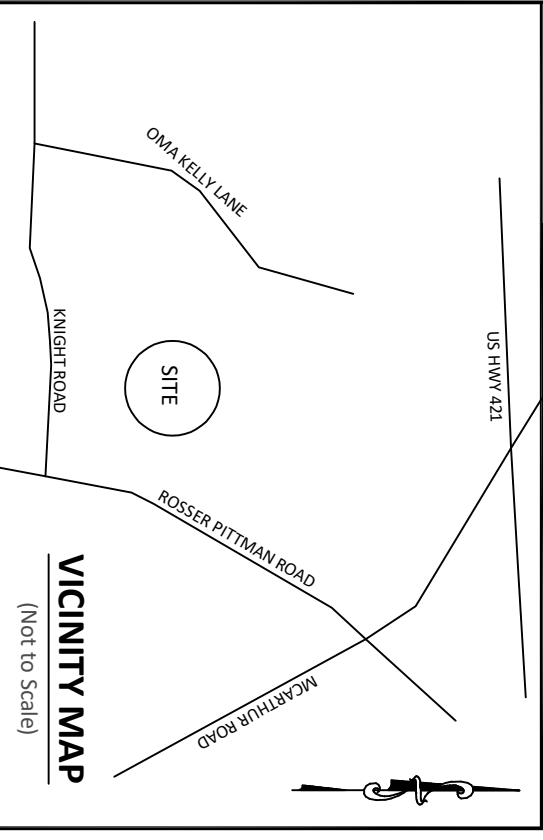 OMA KELLY LANE
US HWY 421
KNIGHT ROAD
SITE
ROSSER PITTMAN ROAD
MCARTHUR ROAD
VICINITY MAP
(Not to Scale)